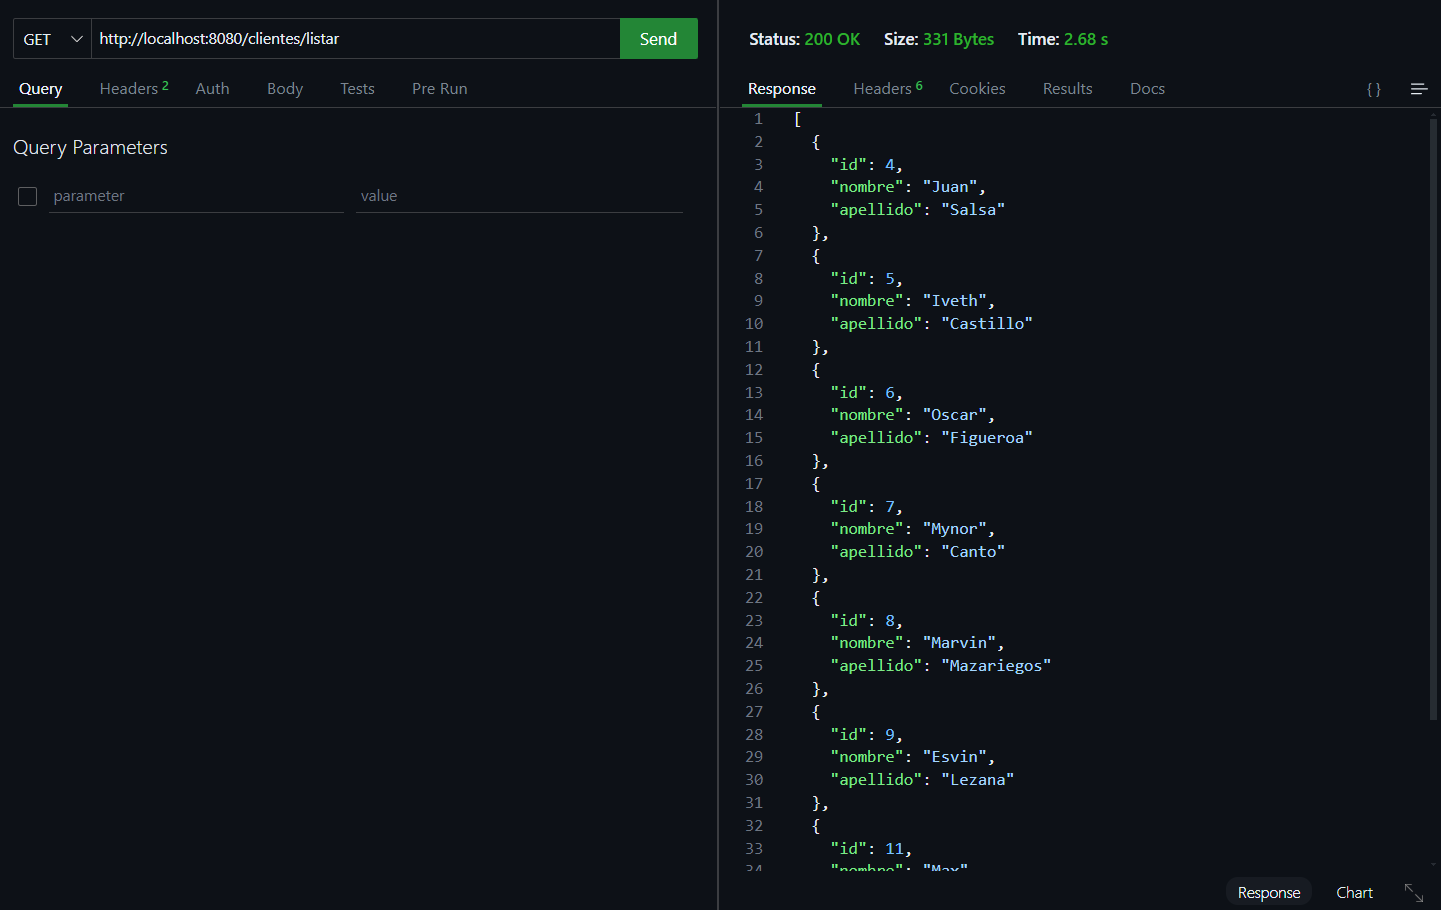 GET http://localhost:8080/clientes/listar Send
Query Headers 2 Auth Body Tests Pre Run
Query Parameters
parameter value
Status: 200 OK Size: 331 Bytes Time: 2.68 s
Response Headers 6 Cookies Results Docs { }
1 [
2 {
3 "id": 4,
4 "nombre": "Juan",
5 "apellido": "Salsa"
6 },
7 {
8 "id": 5,
9 "nombre": "Iveth",
10 "apellido": "Castillo"
11 },
12 {
13 "id": 6,
14 "nombre": "Oscar",
15 "apellido": "Figueroa"
16 },
17 {
18 "id": 7,
19 "nombre": "Mynor",
20 "apellido": "Canto"
21 },
22 {
23 "id": 8,
24 "nombre": "Marvin",
25 "apellido": "Mazariegos"
26 },
27 {
28 "id": 9,
29 "nombre": "Esvin",
30 "apellido": "Lezana"
31 },
32 {
33 "id": 11,
34 "nombre": "Max"
Response Chart